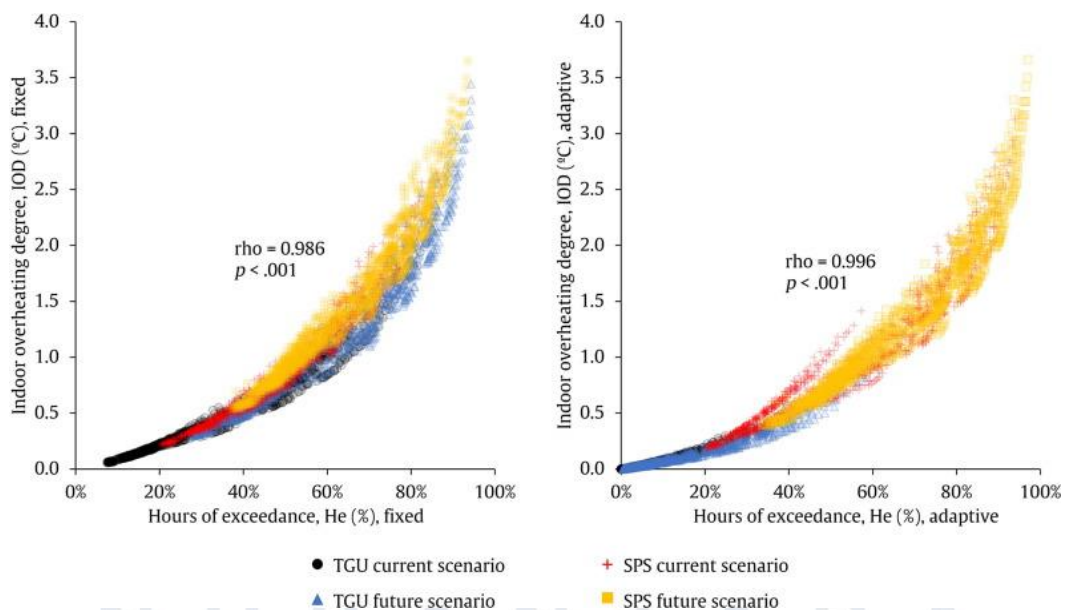 4.0
3.5
3.0
2.5
2.0
1.5
1.0
0.5
0.0
Indoor overheating degree, IOD (ºC), fixed
rho = 0.986
p < .001
0% 20% 40% 60% 80% 100%
Hours of exceedance, He (%), fixed
4.0
3.5
3.0
2.5
2.0
1.5
1.0
0.5
0.0
Indoor overheating degree, IOD (ºC), adaptive
rho = 0.996
p < .001
0% 20% 40% 60% 80% 100%
Hours of exceedance, He (%), adaptive
TGU current scenario
SPS current scenario
TGU future scenario
SPS future scenario